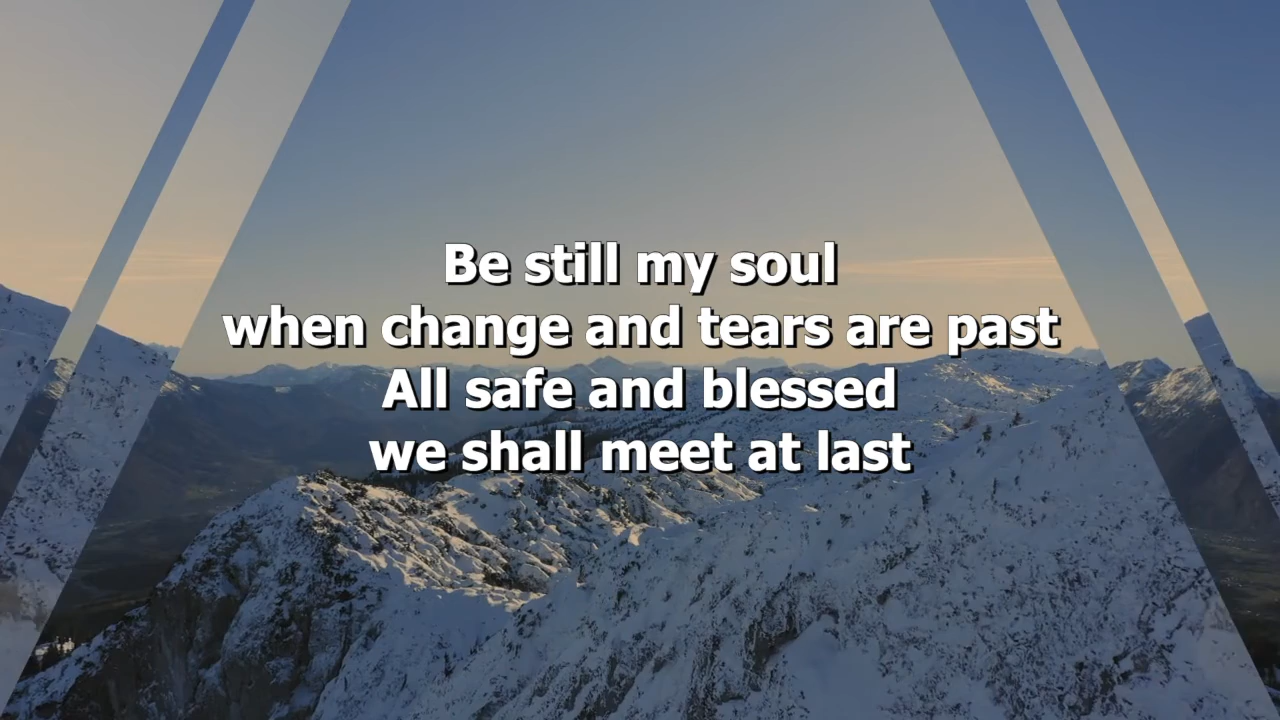 Be still my soul
when change and tears are past
All safe and blessed
we shall meet at last